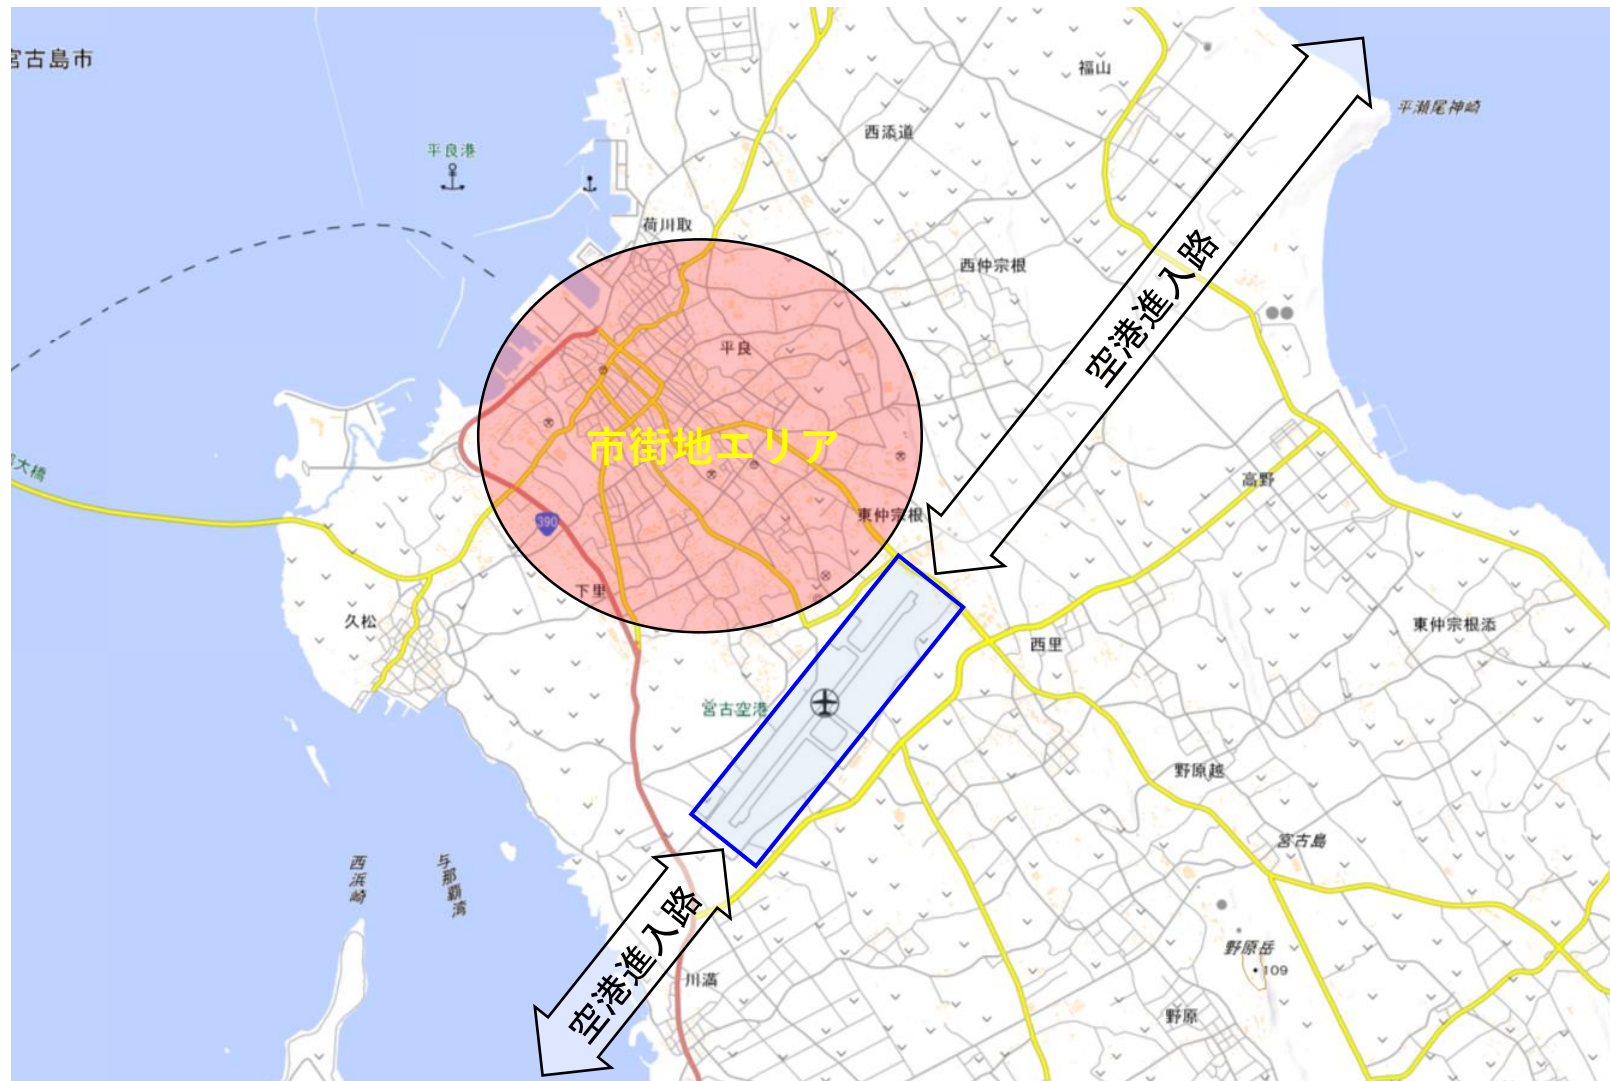 宮古島市
福山
平瀬尾神崎
西添道
平良港
荷川取
西仲宗根
空港進入路
平良
市街地エリア
大橋
高野
390
東仲宗根
下里
久松
東仲宗根添
西里
宮古空港
野原越
宮古島
西浜崎
与那覇湾
空港進入路
野原岳
109
川満
野原